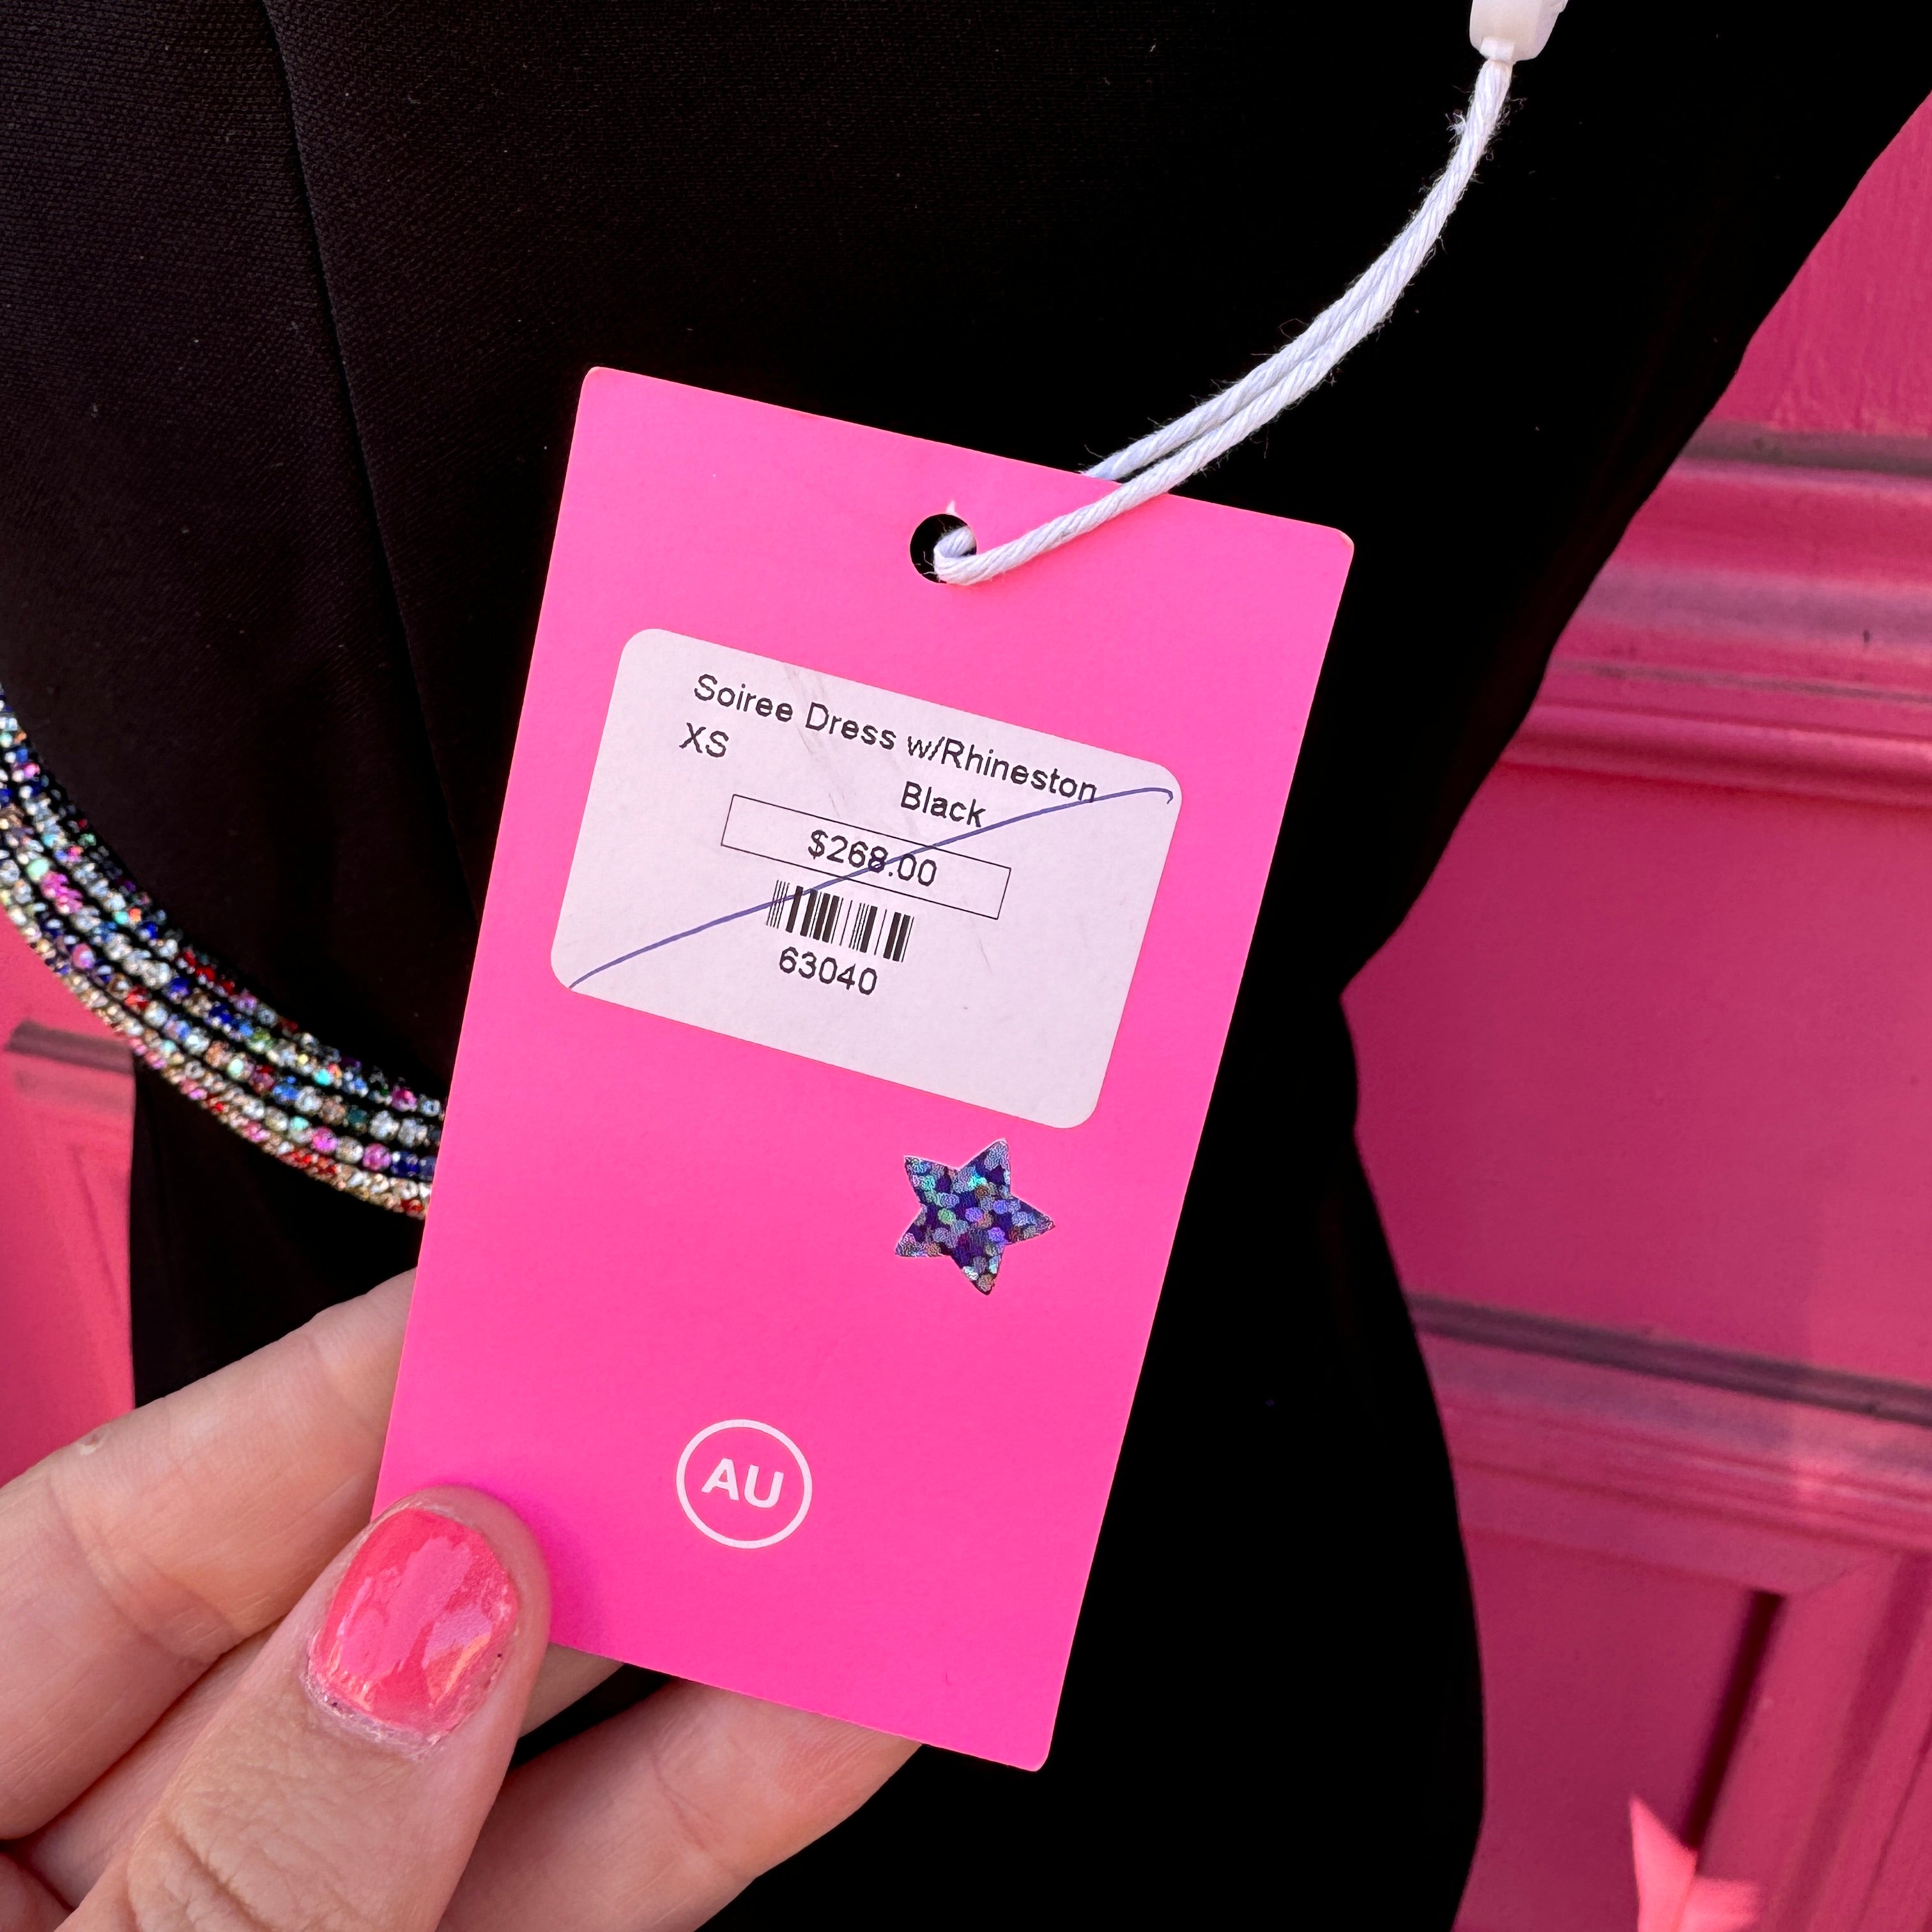 Soiree Dress w/Rhineston
XS
Black
$268.00
63040
AU